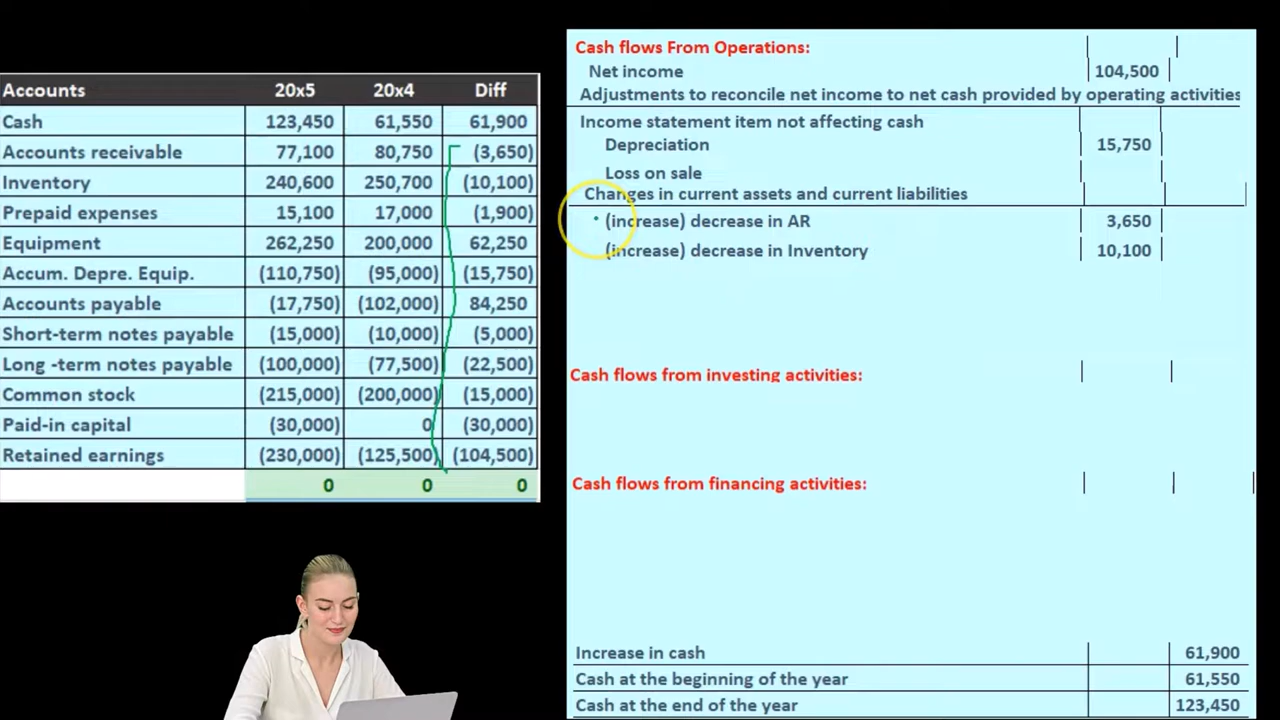 Accounts 20x5 20x4 Diff
Cash 123,450 61,550 61,900
Accounts receivable 77,100 80,750 (3,650)
Inventory 240,600 250,700 (10,100)
Prepaid expenses 15,100 17,000 (1,900)
Equipment 262,250 200,000 62,250
Accum. Depre. Equip. (110,750) (95,000) (15,750)
Accounts payable (17,750) (102,000) 84,250
Short-term notes payable (15,000) (10,000) (5,000)
Long -term notes payable (100,000) (77,500) (22,500)
Common stock (215,000) (200,000) (15,000)
Paid-in capital (30,000) 0 (30,000)
Retained earnings (230,000) (125,500) (104,500)
0 0 0
Cash flows From Operations:
Net income 104,500
Adjustments to reconcile net income to net cash provided by operating activities
Income statement item not affecting cash
Depreciation 15,750
Loss on sale
Changes in current assets and current liabilities
(increase) decrease in AR 3,650
(increase) decrease in Inventory 10,100
Cash flows from investing activities:
Cash flows from financing activities:
Increase in cash 61,900
Cash at the beginning of the year 61,550
Cash at the end of the year 123,450